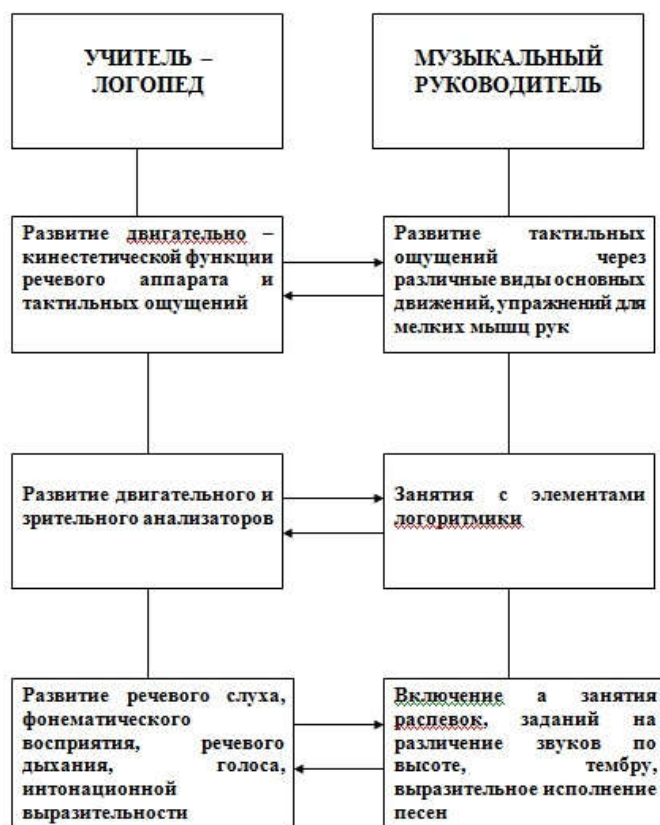 УЧИТЕЛЬ –
ЛОГОПЕД
МУЗЫКАЛЬНЫЙ
РУКОВОДИТЕЛЬ
Развитие двигательно –
кинестетической функции
речевого аппарата и
тактильных ощущений
Развитие тактильных
ощущений через
различные виды основных
движений, упражнений для
мелких мышц рук
Развитие двигательного и
зрительного анализаторов
Занятия с элементами
логоритмики
Развитие речевого слуха,
фонематического
восприятия, речевого
дыхания, голоса,
интонационной
выразительности
Включение а занятия
распевок, заданий на
различение звуков по
высоте, тембру,
выразительное исполнение
песен